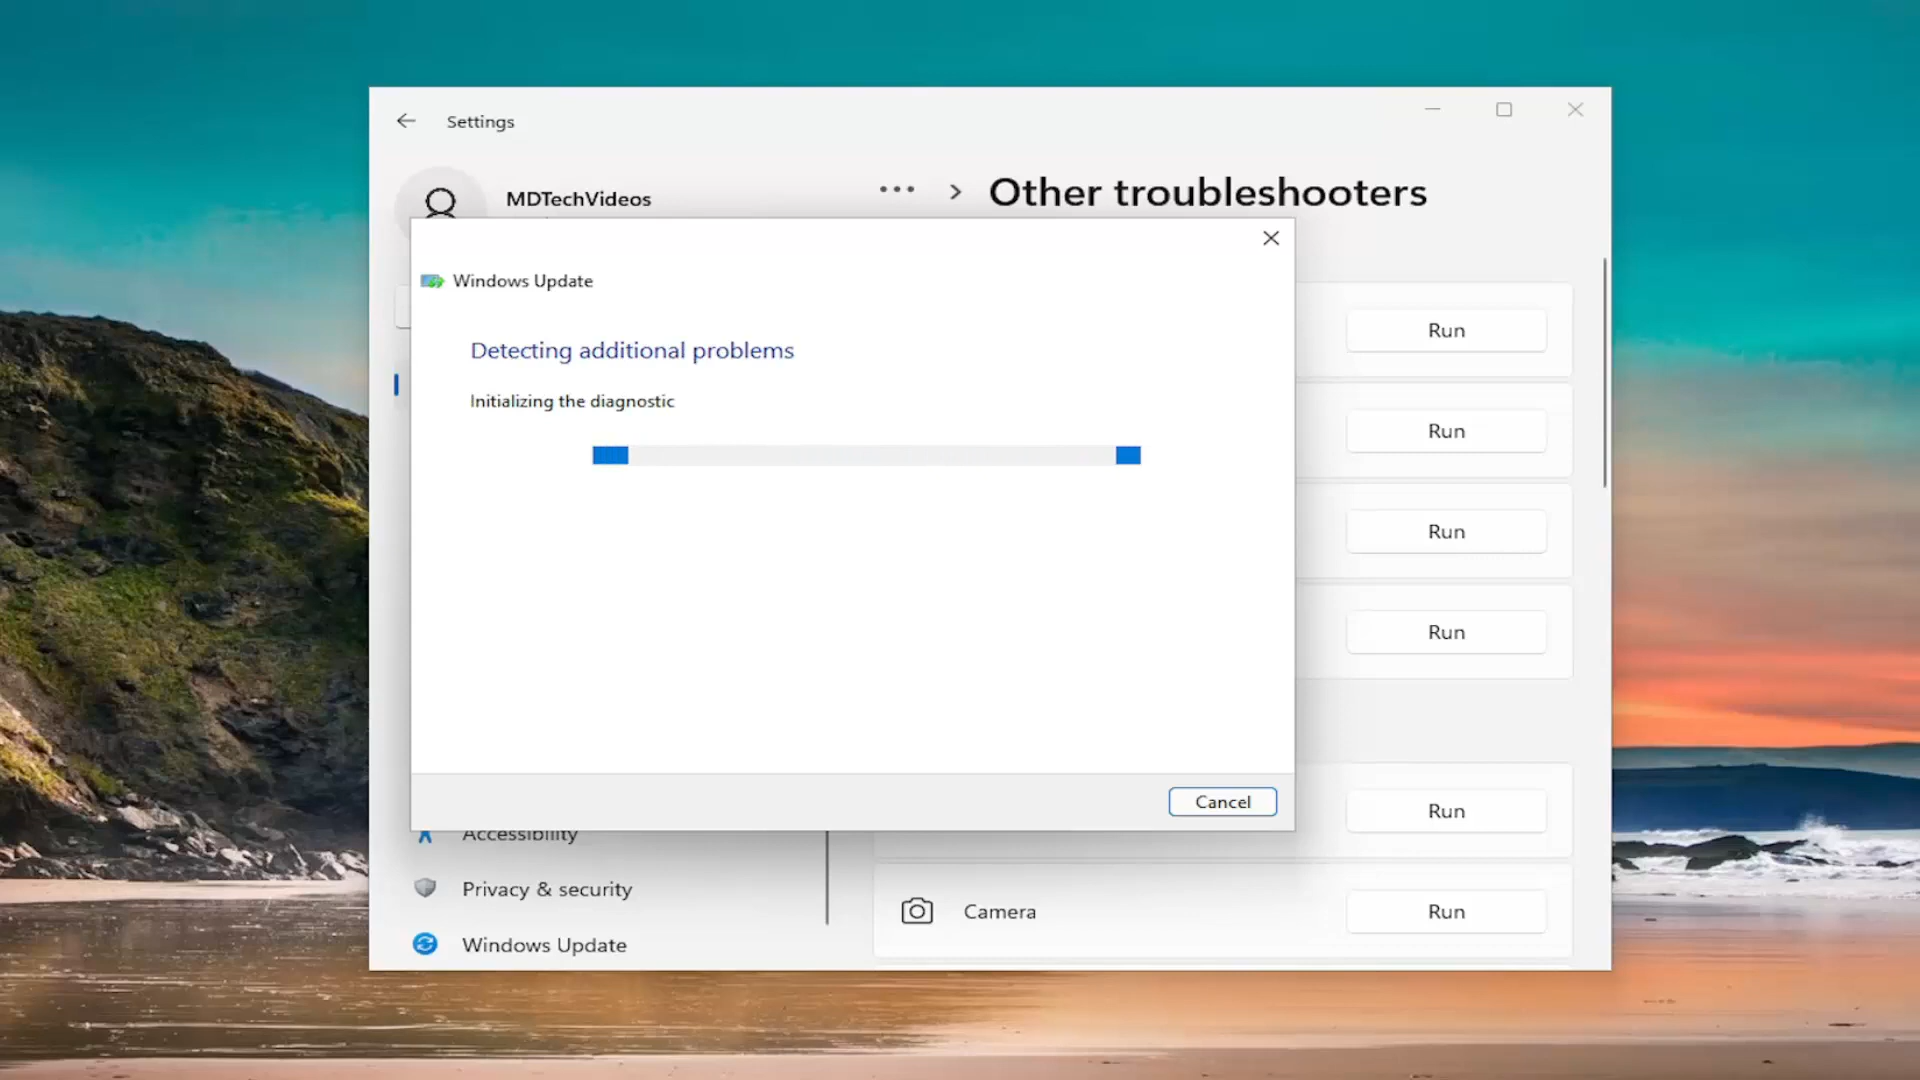 Settings
MDTechVideos
Other troubleshooters
Windows Update
Detecting additional problems
Initializing the diagnostic
Cancel
Run
Run
Run
Run
Run
Accessibility
Privacy & security
Camera
Run
Windows Update